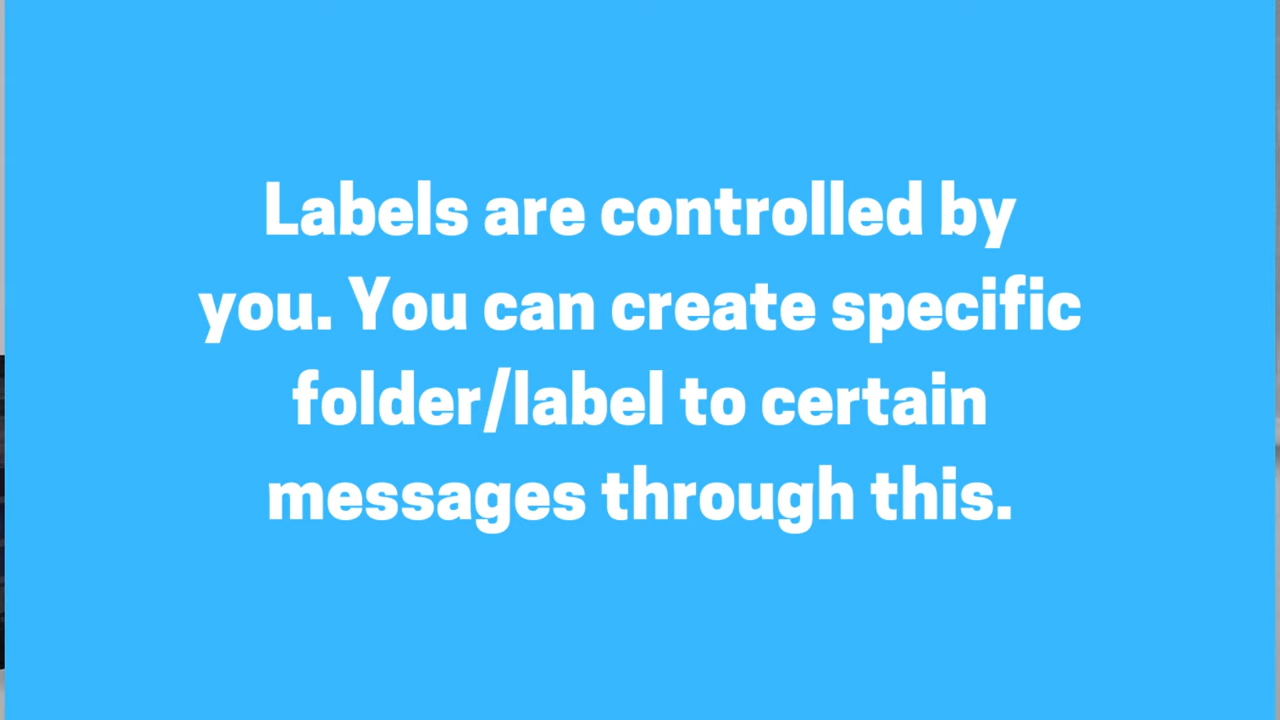 Labels are controlled by
you. You can create specific
folder/label to certain
messages through this.